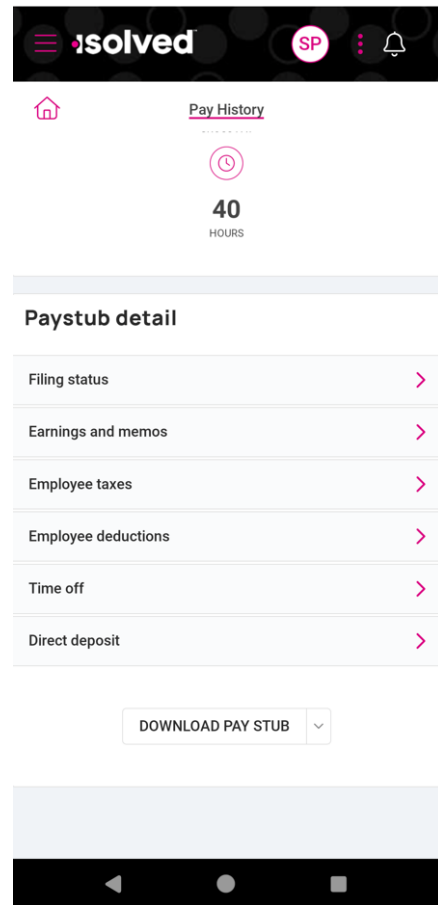 isolved
SP
Pay History
40
HOURS
Paystub detail
Filing status
Earnings and memos
Employee taxes
Employee deductions
Time off
Direct deposit
DOWNLOAD PAY STUB